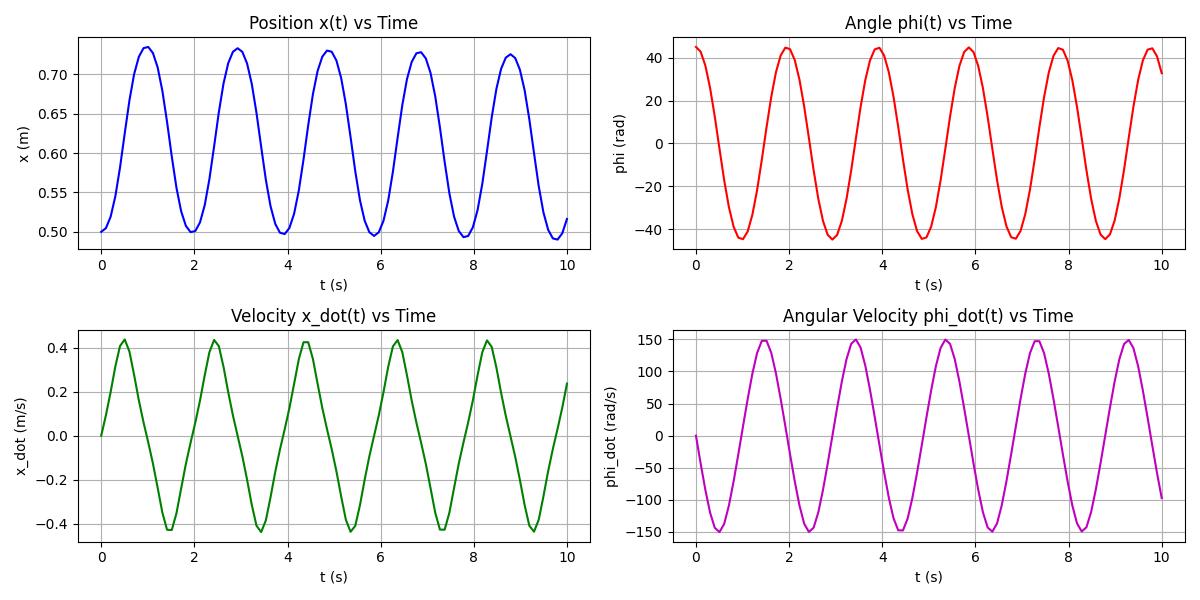 Position x(t) vs Time
x (m)
0.70
0.65
0.60
0.55
0.50
0 2 4 6 8 10
t (s)
Angle phi(t) vs Time
phi (rad)
40
20
0
−20
−40
0 2 4 6 8 10
t (s)
Velocity x_dot(t) vs Time
x_dot (m/s)
0.4
0.2
0.0
−0.2
−0.4
0 2 4 6 8 10
t (s)
Angular Velocity phi_dot(t) vs Time
phi_dot (rad/s)
150
100
50
0
−50
−100
−150
0 2 4 6 8 10
t (s)